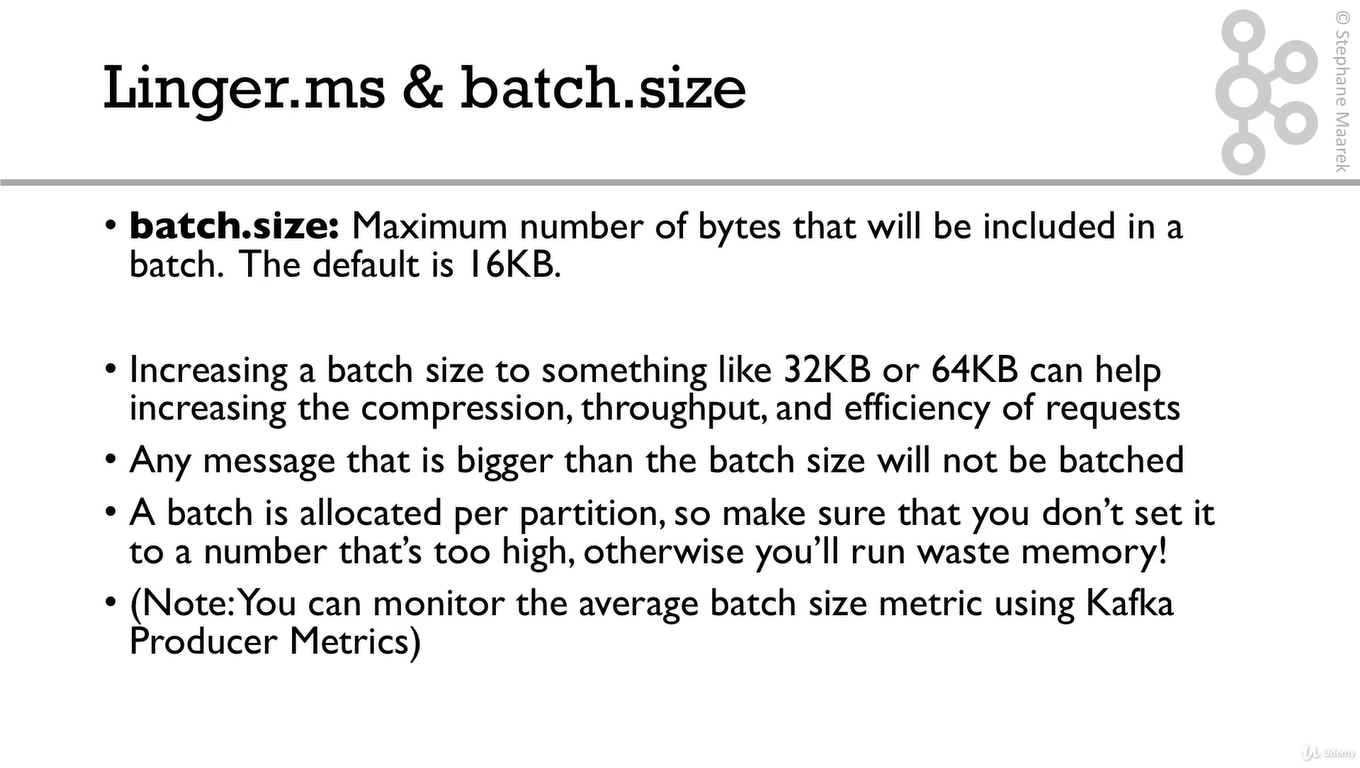 Linger.ms & batch.size
© Stephane Maarek
• batch.size: Maximum number of bytes that will be included in a
batch. The default is 16KB.
• Increasing a batch size to something like 32KB or 64KB can help
increasing the compression, throughput, and efficiency of requests
• Any message that is bigger than the batch size will not be batched
• A batch is allocated per partition, so make sure that you don’t set it
to a number that’s too high, otherwise you’ll run waste memory!
• (Note: You can monitor the average batch size metric using Kafka
Producer Metrics)
Udemy